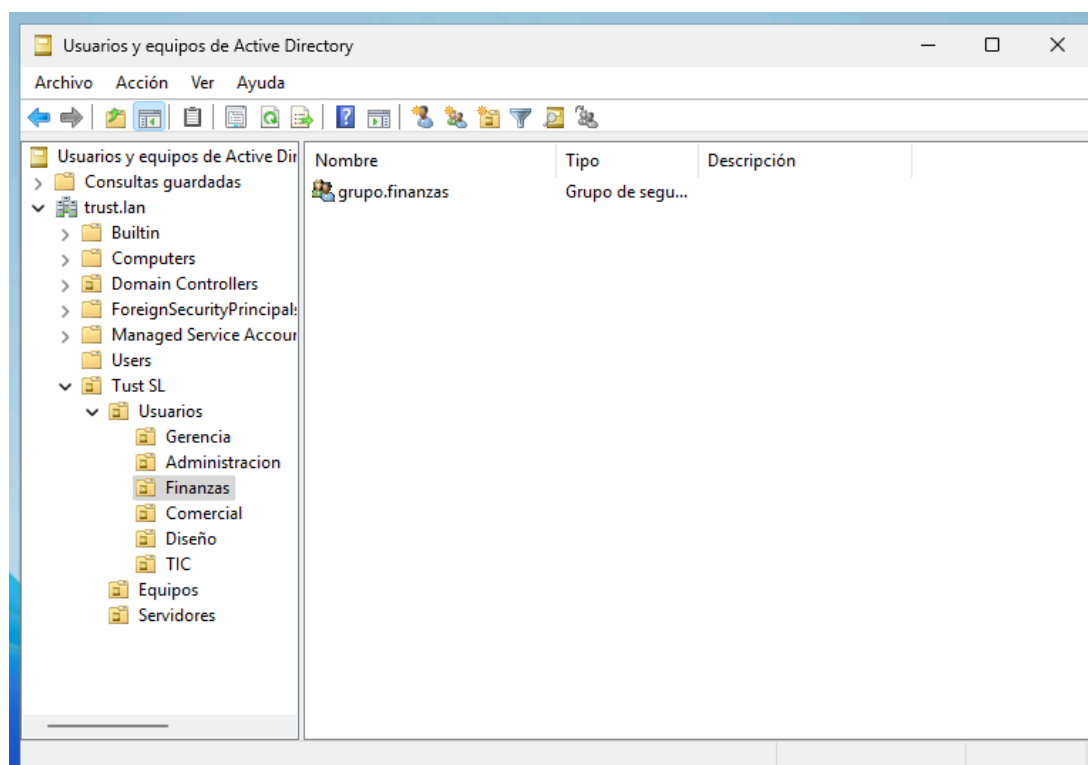 Usuarios y equipos de Active Directory
Archivo Acción Ver Ayuda
Usuarios y equipos de Active Dir
Nombre Tipo Descripción
Consultas guardadas
grupo.finanzas Grupo de segu...
trust.lan
Builtin
Computers
Domain Controllers
ForeignSecurityPrincipals
Managed Service Accour
Users
Tust SL
Usuarios
Gerencia
Administracion
Finanzas
Comercial
Diseño
TIC
Equipos
Servidores